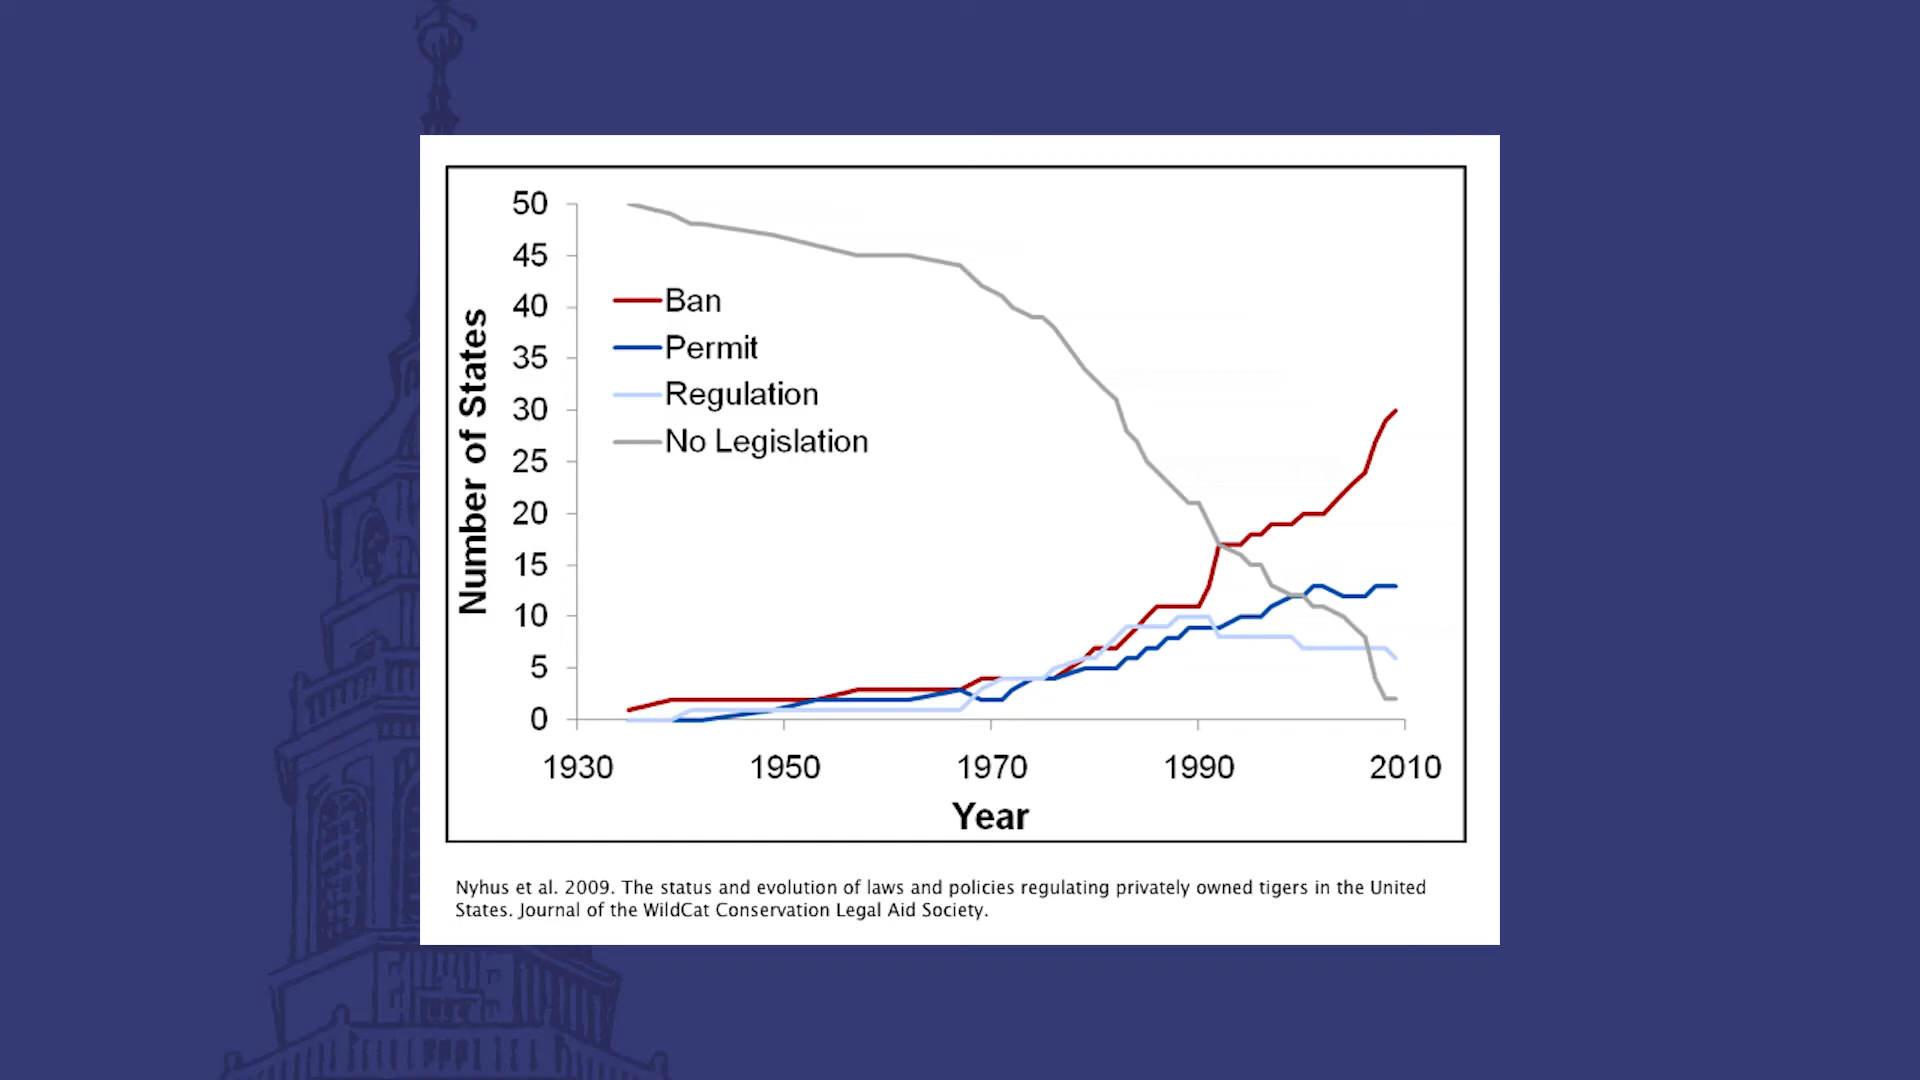 50
45
40
35
30
25
20
15
10
5
0
Number of States
Ban
Permit
Regulation
No Legislation
1930 1950 1970 1990 2010
Year
Nyhus et al. 2009. The status and evolution of laws and policies regulating privately owned tigers in the United
States. Journal of the WildCat Conservation Legal Aid Society.